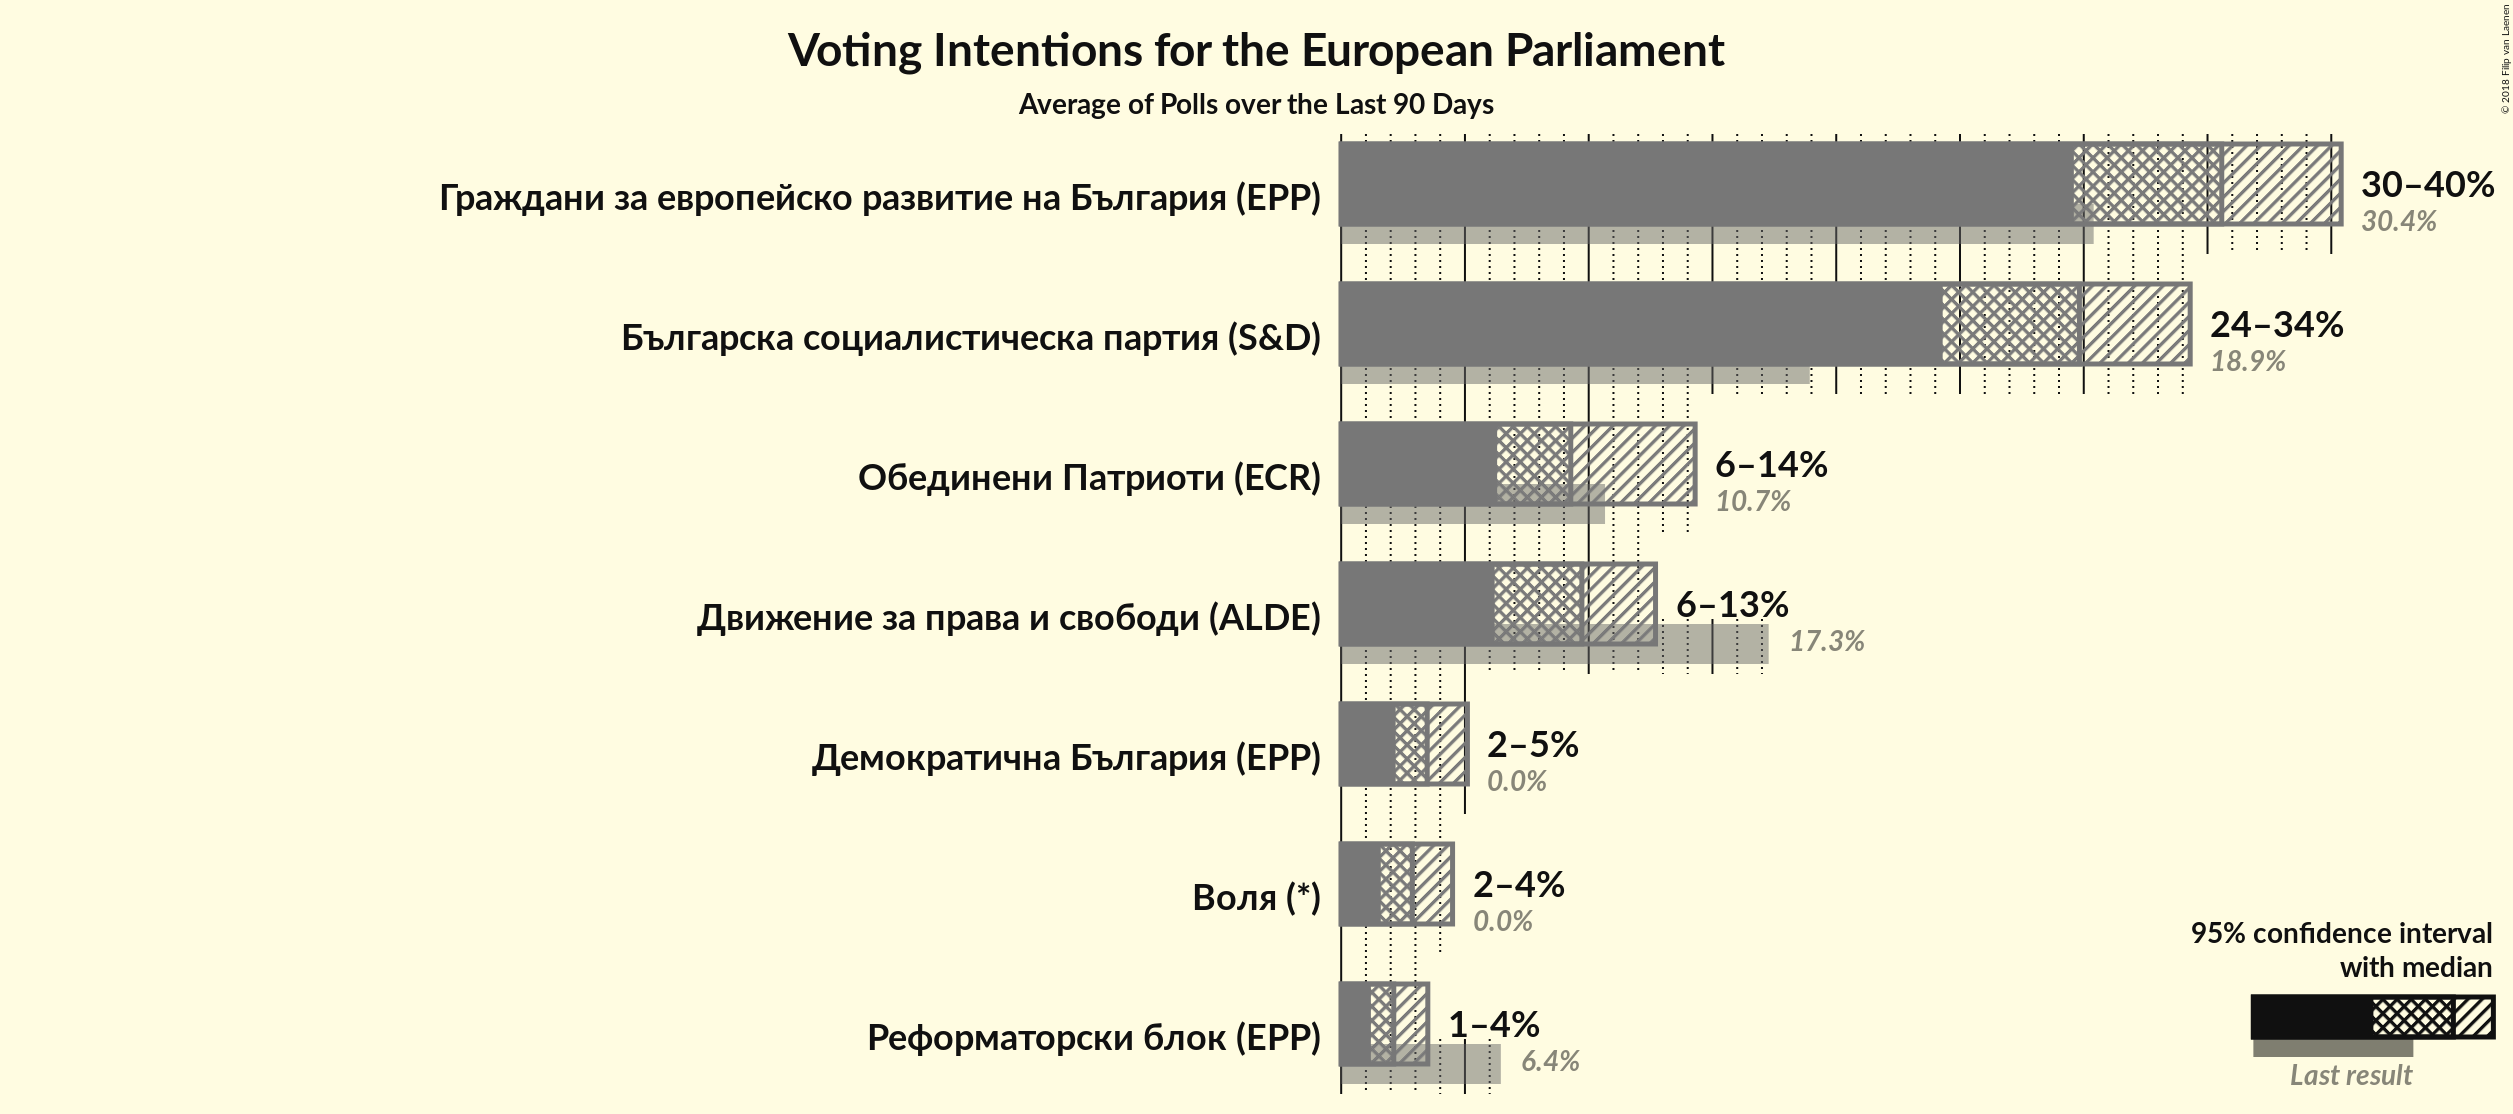 Voting Intentions for the European Parliament
Average of Polls over the Last 90 Days
© 2018 Filip van Laenen
Граждани за европейско развитие на България (EPP)
30–40%
30.4%
Българска социалистическа партия (S&D)
24–34%
18.9%
Обединени Патриоти (ECR)
6–14%
10.7%
Движение за права и свободи (ALDE)
6–13%
17.3%
Демократична България (EPP)
2–5%
0.0%
Воля (*)
2–4%
0.0%
Реформаторски блок (EPP)
1–4%
6.4%
95% confidence interval
with median
Last result